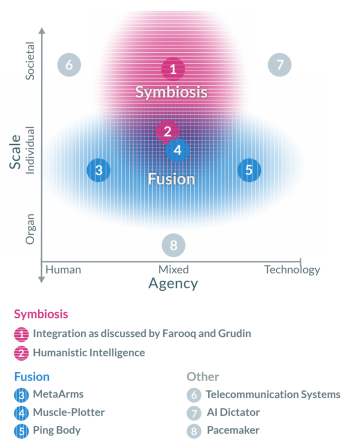 Societal
6
1
7
Symbiosis
Scale
Individual
2
4
3
5
Fusion
Organ
8
Human
Mixed
Technology
Agency
Symbiosis
1 Integration as discussed by Farooq and Grudin
2 Humanistic Intelligence
Fusion
Other
3 MetaArms
6 Telecommunication Systems
4 Muscle-Plotter
7 AI Dictator
5 Ping Body
8 Pacemaker